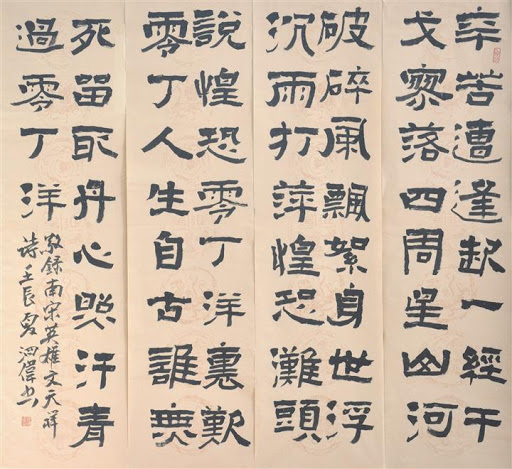 辛苦遭逢起一經干
戈寥落四周星山河
破碎風飄絮身世浮
沉雨打萍惶恐灘頭
說惶恐零丁洋裏歎
零丁人生自古誰無
死留取丹心照汗青
過零丁洋
敬錄南宋英雄文天祥
詩壬辰夏偉書